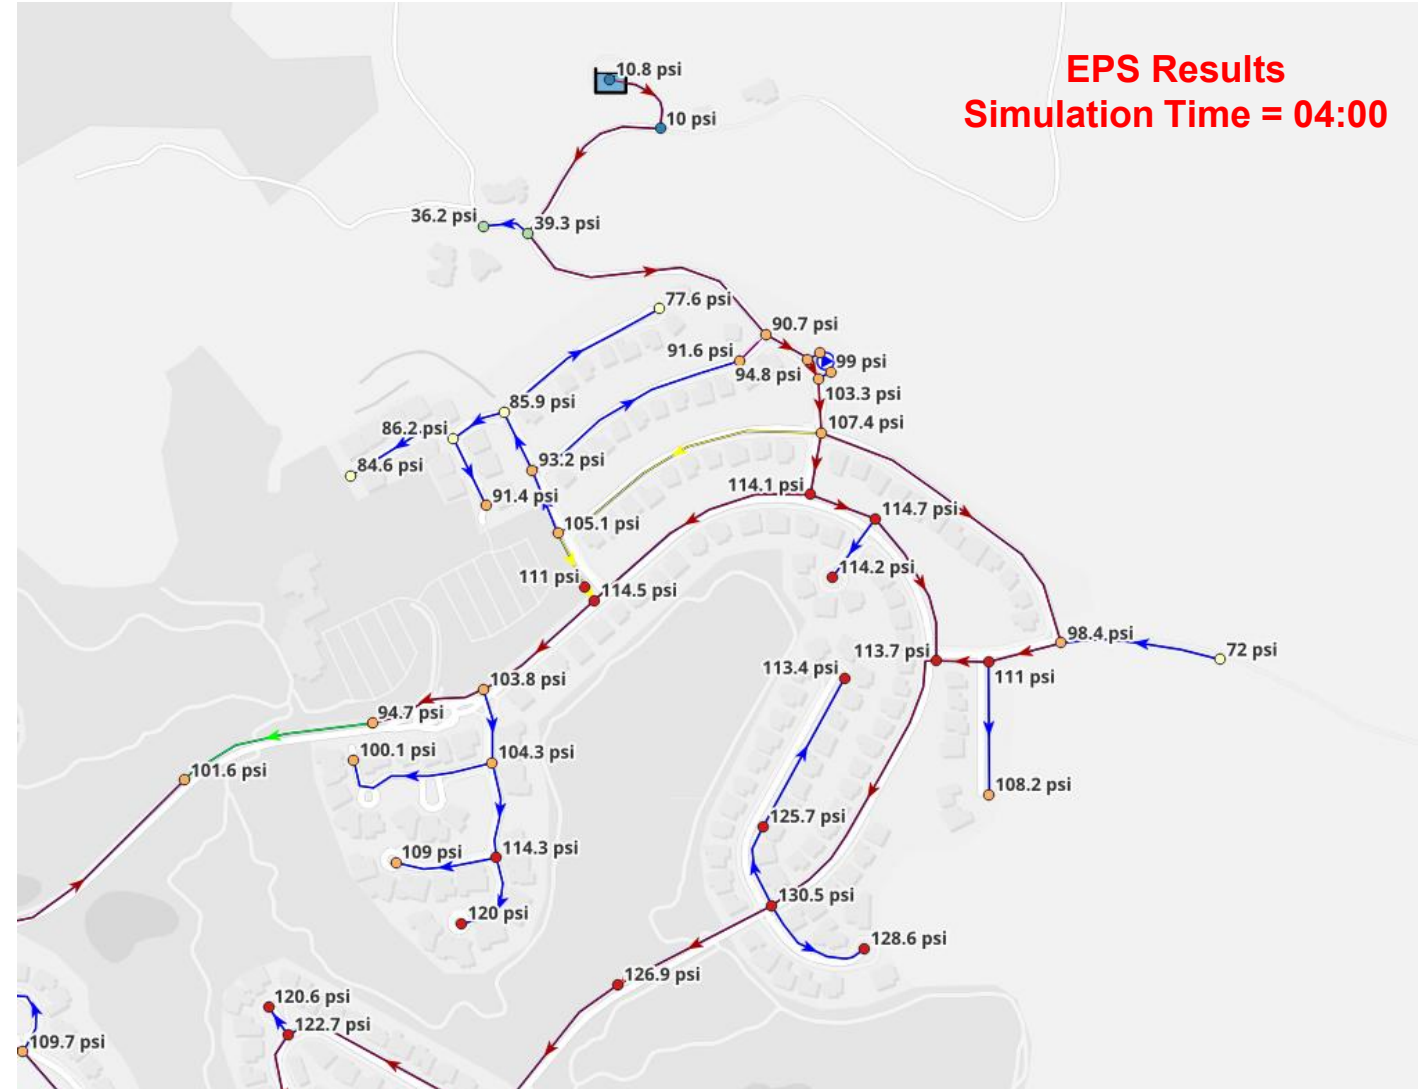 EPS Results
Simulation Time = 04:00
10.8 psi
10 psi
36.2 psi
39.3 psi
77.6 psi
90.7 psi
91.6 psi
99 psi
94.8 psi
103.3 psi
85.9 psi
107.4 psi
86.2 psi
93.2 psi
84.6 psi
91.4 psi
114.1 psi
114.7 psi
105.1 psi
114.2 psi
111 psi
114.5 psi
98.4 psi
72 psi
113.7 psi
113.4 psi
111 psi
103.8 psi
94.7 psi
100.1 psi
104.3 psi
101.6 psi
108.2 psi
125.7 psi
109 psi
114.3 psi
130.5 psi
120 psi
128.6 psi
126.9 psi
120.6 psi
122.7 psi
109.7 psi